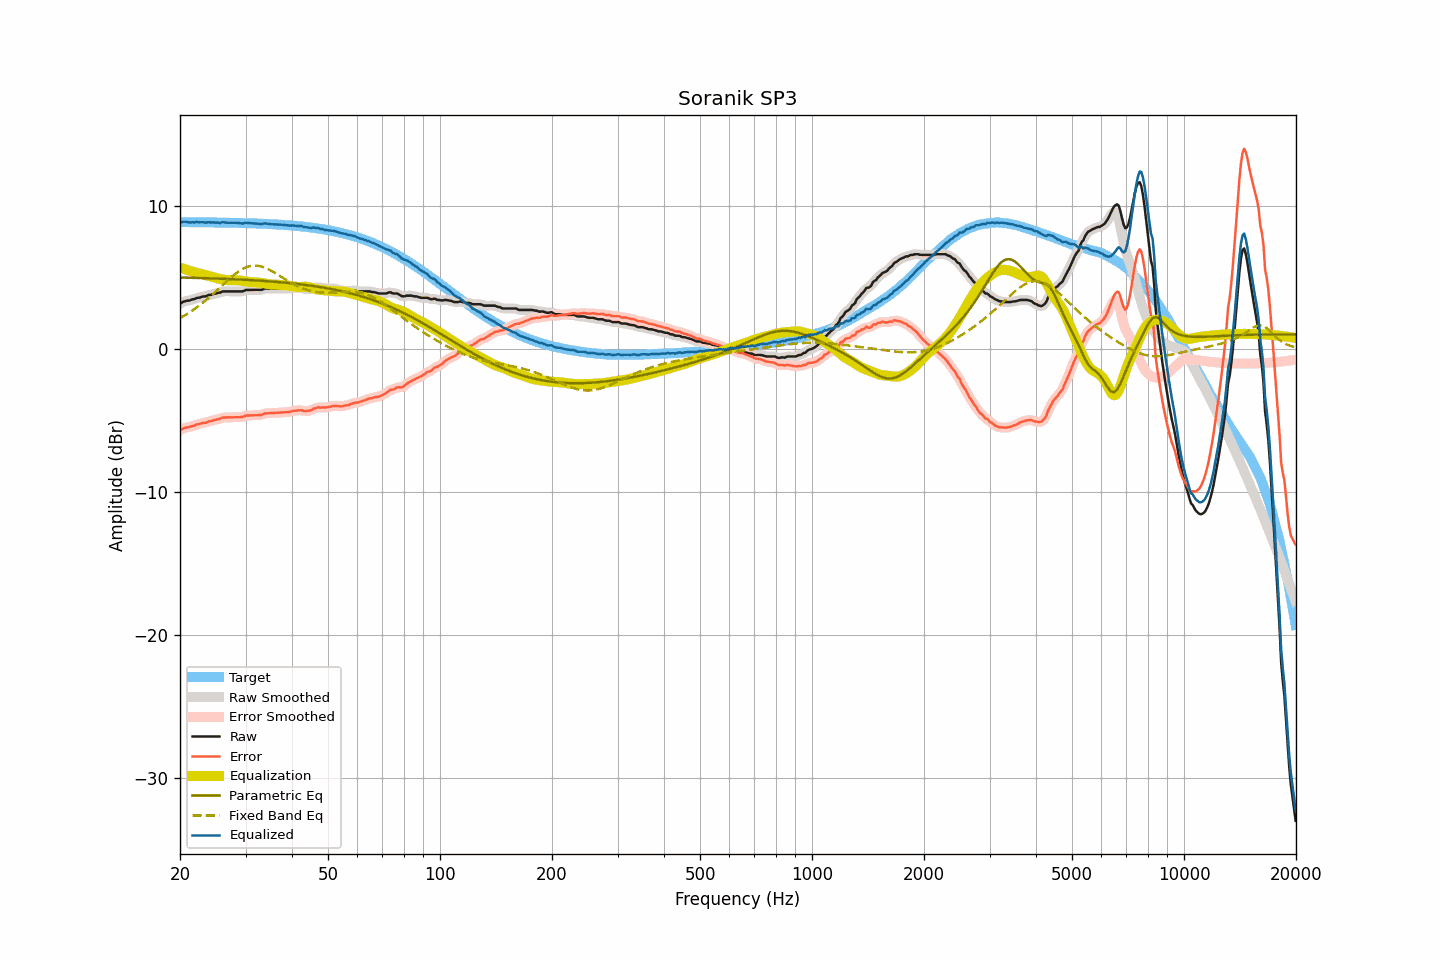 Soranik SP3
Amplitude (dBr)
10
0
−10
−20
−30
Target
Raw Smoothed
Error Smoothed
Raw
Error
Equalization
Parametric Eq
Fixed Band Eq
Equalized
20 50 100 200 500 1000 2000 5000 10000 20000
Frequency (Hz)